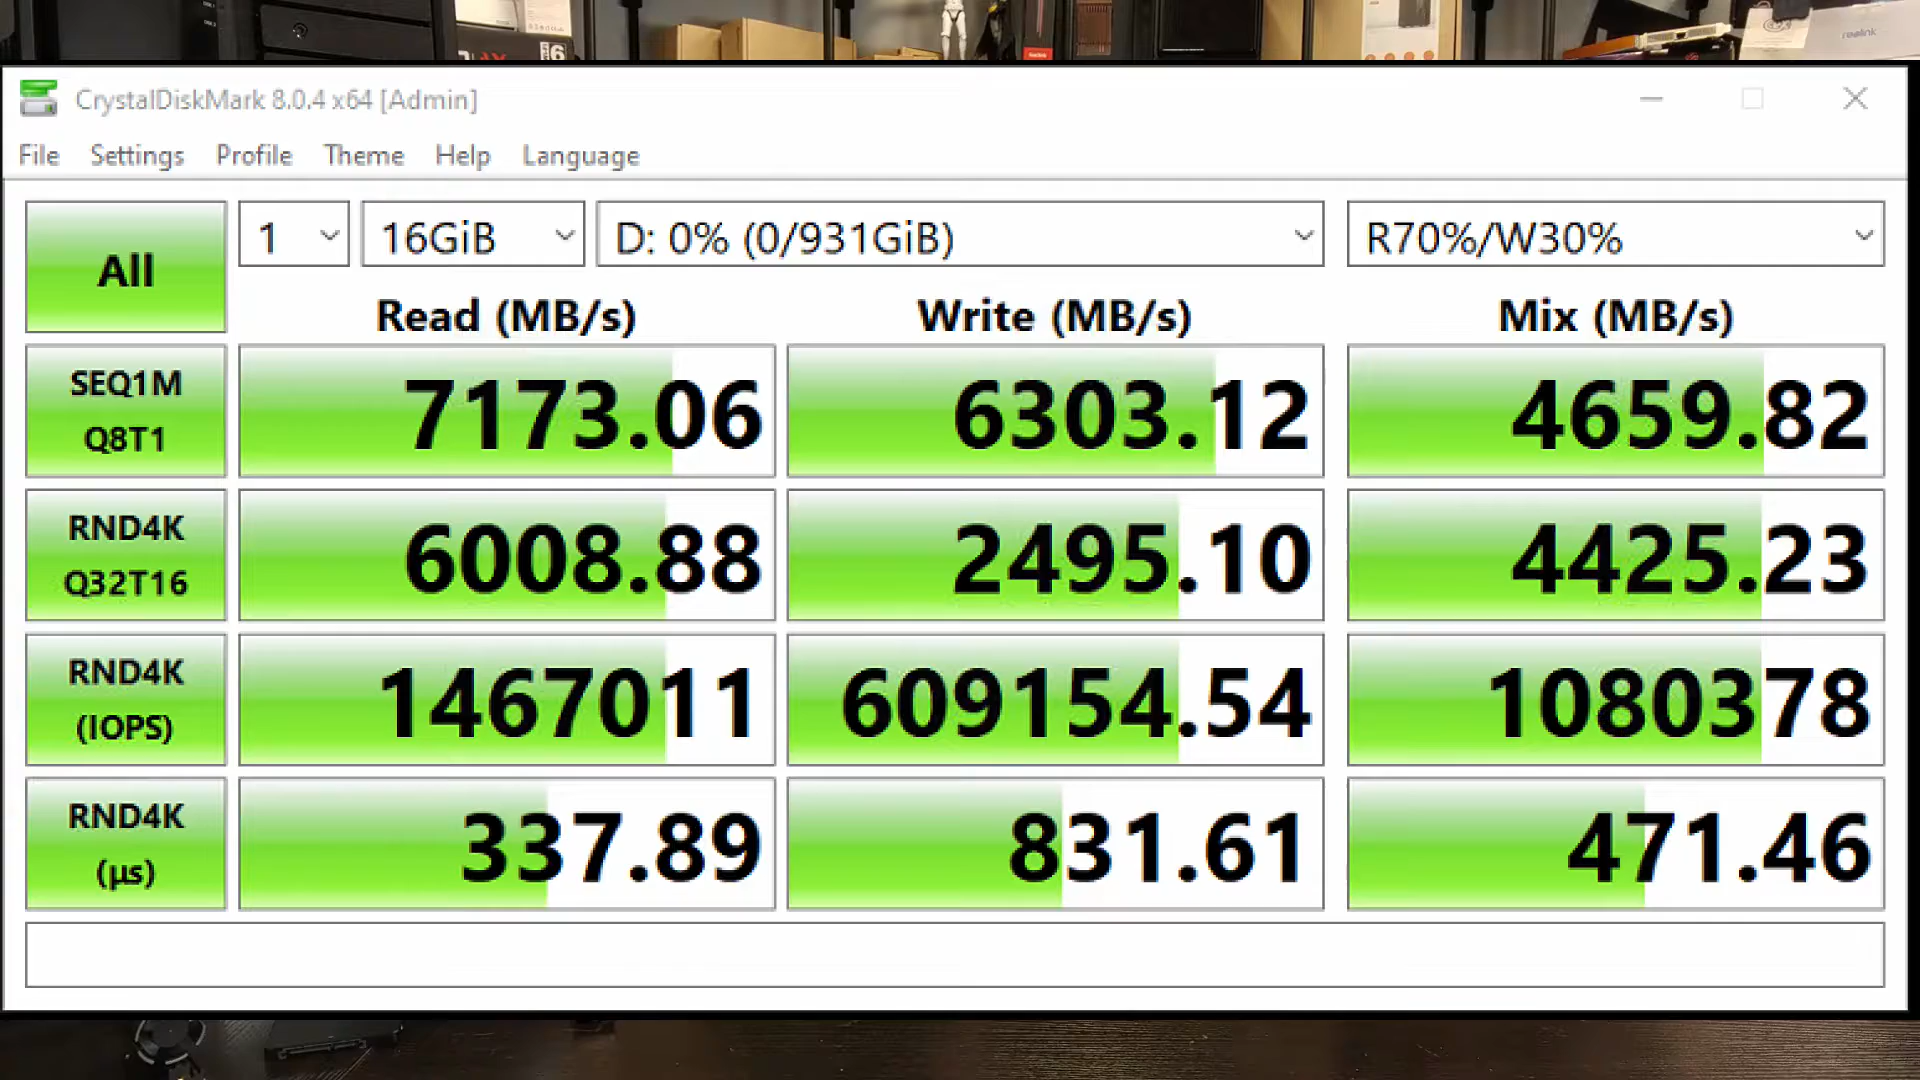 CrystalDiskMark 8.0.4 x64 [Admin]
File Settings Profile Theme Help Language
All
1
16GiB
D: 0% (0/931GiB)
R70%/W30%
Read (MB/s) Write (MB/s) Mix (MB/s)
SEQ1M
Q8T1
7173.06 6303.12 4659.82
RND4K
Q32T16
6008.88 2495.10 4425.23
RND4K
(IOPS)
1467011 609154.54 1080378
RND4K
(µs)
337.89 831.61 471.46
reolink